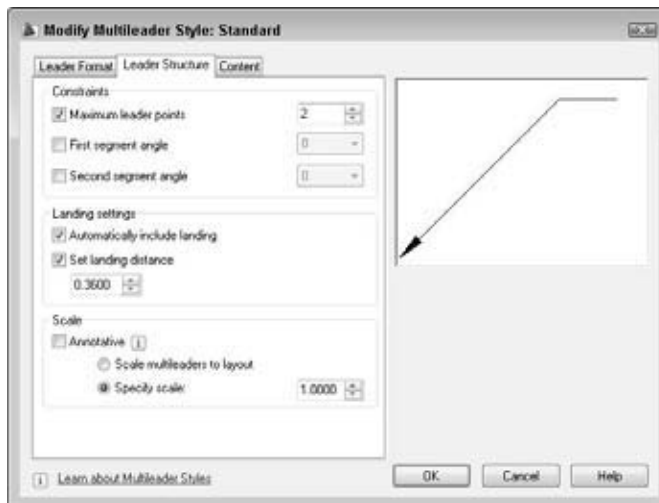 Modify Multileader Style: Standard
Leader Format Leader Structure Content
Constraints
Maximum leader points 2
First segment angle 0
Second segment angle 0
Landing settings
Automatically include landing
Set landing distance
0.3600
Scale
Annotative
Scale multileaders to layout
Specify scale: 1.0000
Learn about Multileader Styles
OK Cancel Help